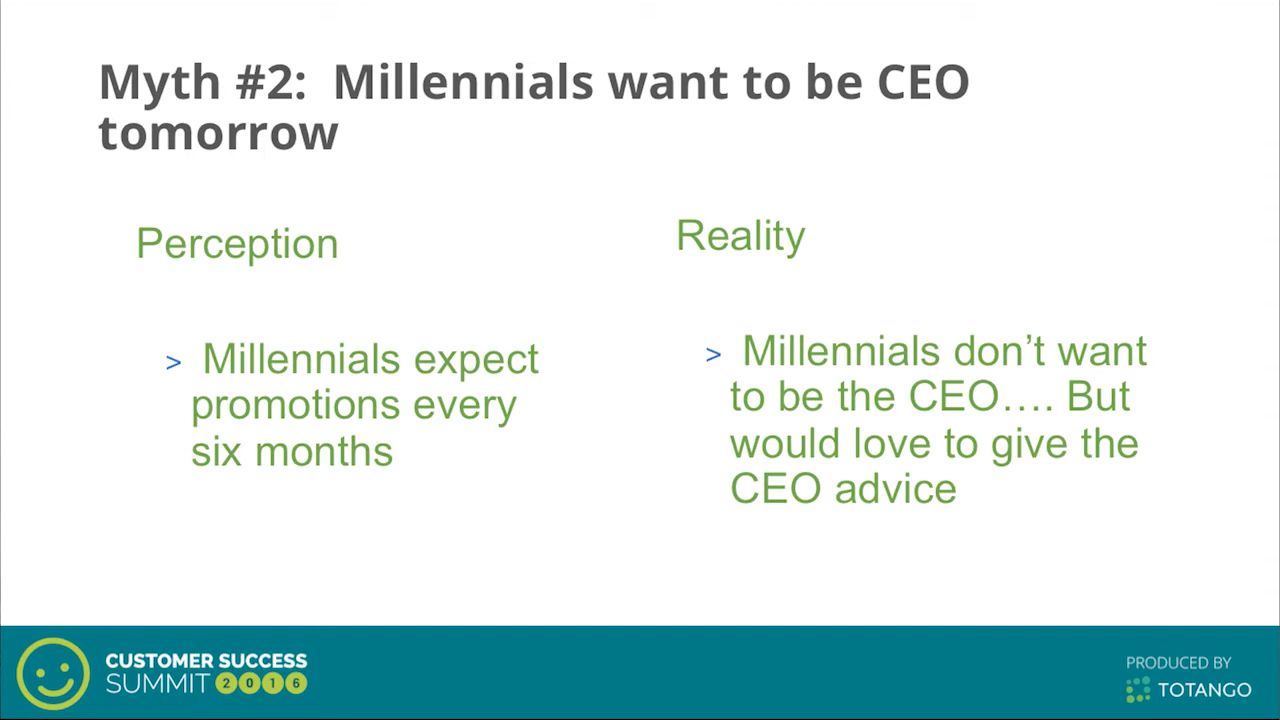 Myth #2:  Millennials want to be CEO
tomorrow
Perception
> Millennials expect
promotions every
six months
Reality
> Millennials don’t want
to be the CEO…. But
would love to give the
CEO advice
CUSTOMER SUCCESS
SUMMIT 2016
PRODUCED BY
TOTANGO